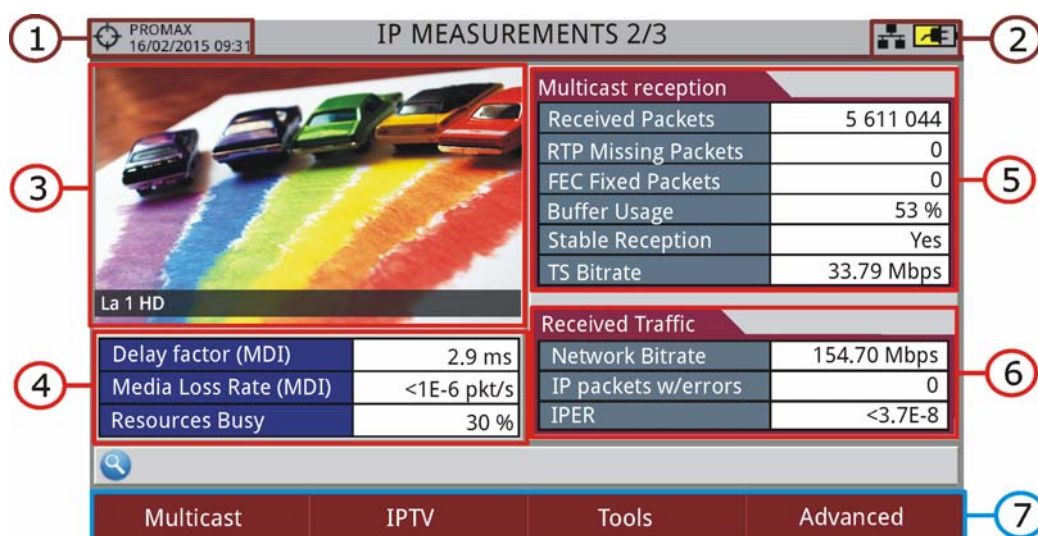 1
PROMAX
16/02/2015 09:31
IP MEASUREMENTS 2/3
2
3
La 1 HD
4
Delay factor (MDI) 2.9 ms
Media Loss Rate (MDI) <1E-6 pkt/s
Resources Busy 30 %
Multicast reception
Received Packets 5 611 044
RTP Missing Packets 0
FEC Fixed Packets 0
Buffer Usage 53 %
Stable Reception Yes
TS Bitrate 33.79 Mbps
5
Received Traffic
Network Bitrate 154.70 Mbps
IP packets w/errors 0
IPER <3.7E-8
6
Multicast IPTV Tools Advanced
7